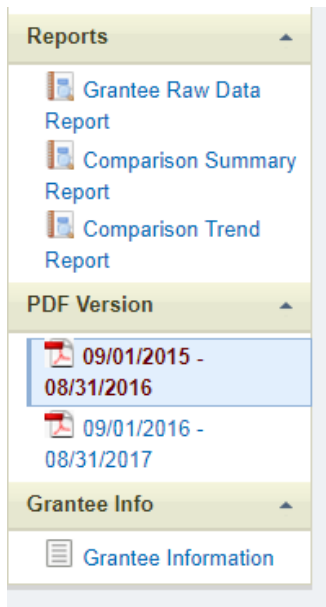 Reports
Grantee Raw Data
Report
Comparison Summary
Report
Comparison Trend
Report
PDF Version
09/01/2015 -
08/31/2016
09/01/2016 -
08/31/2017
Grantee Info
Grantee Information